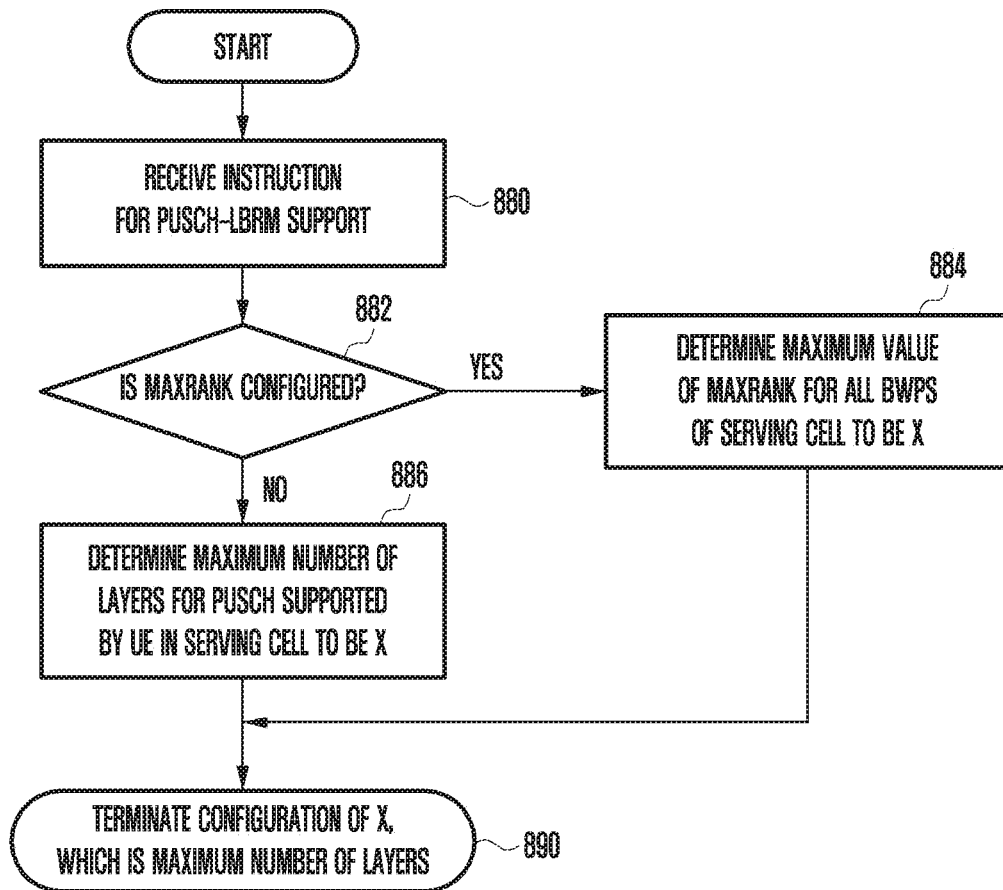 START
RECEIVE INSTRUCTION
FOR PUSCH-LBRM SUPPORT
880
882
IS MAXRANK CONFIGURED?
YES
884
DETERMINE MAXIMUM VALUE
OF MAXRANK FOR ALL BWPS
OF SERVING CELL TO BE X
NO
886
DETERMINE MAXIMUM NUMBER OF
LAYERS FOR PUSCH SUPPORTED
BY UE IN SERVING CELL TO BE X
TERMINATE CONFIGURATION OF X,
WHICH IS MAXIMUM NUMBER OF LAYERS
890